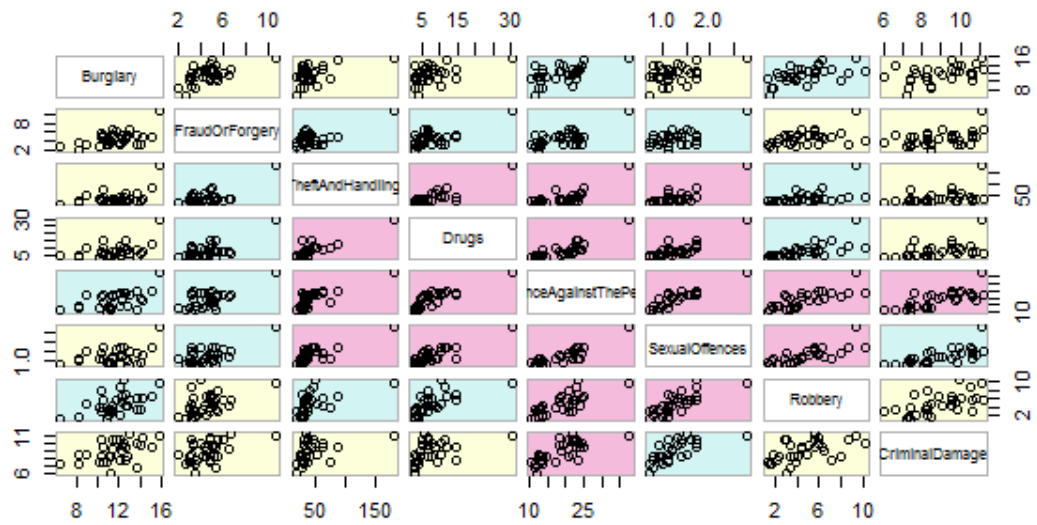 2 6 10 5 15 30 1.0 2.0 6 8 10
Burglary 8 16
2 8 FraudOrForgery
TheftAndHandling 50
5 30 Drugs
nceAgainstThePe 10
1.0 SexualOffences
Robbery 2 10
6 11 CriminalDamage
8 12 16 50 150 10 25 2 6 10